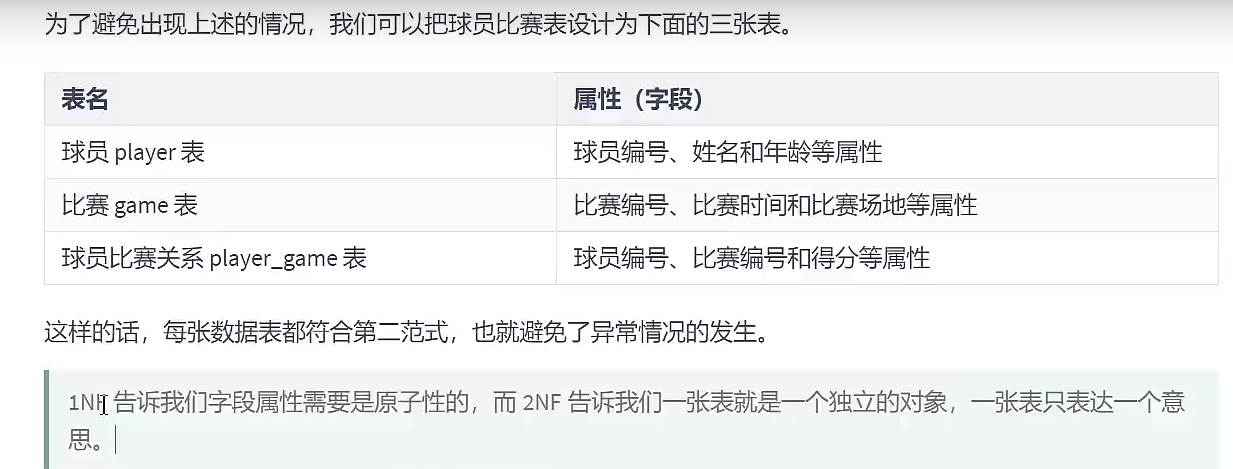 为了避免出现上述的情况，我们可以把球员比赛表设计为下面的三张表。
表名 属性（字段）
球员 player 表 球员编号、姓名和年龄等属性
比赛 game 表 比赛编号、比赛时间和比赛场地等属性
球员比赛关系 player_game 表 球员编号、比赛编号和得分等属性
这样的话，每张数据表都符合第二范式，也就避免了异常情况的发生。
1NF 告诉我们字段属性需要是原子性的，而 2NF 告诉我们一张表就是一个独立的对象，一张表只表达一个意
思。